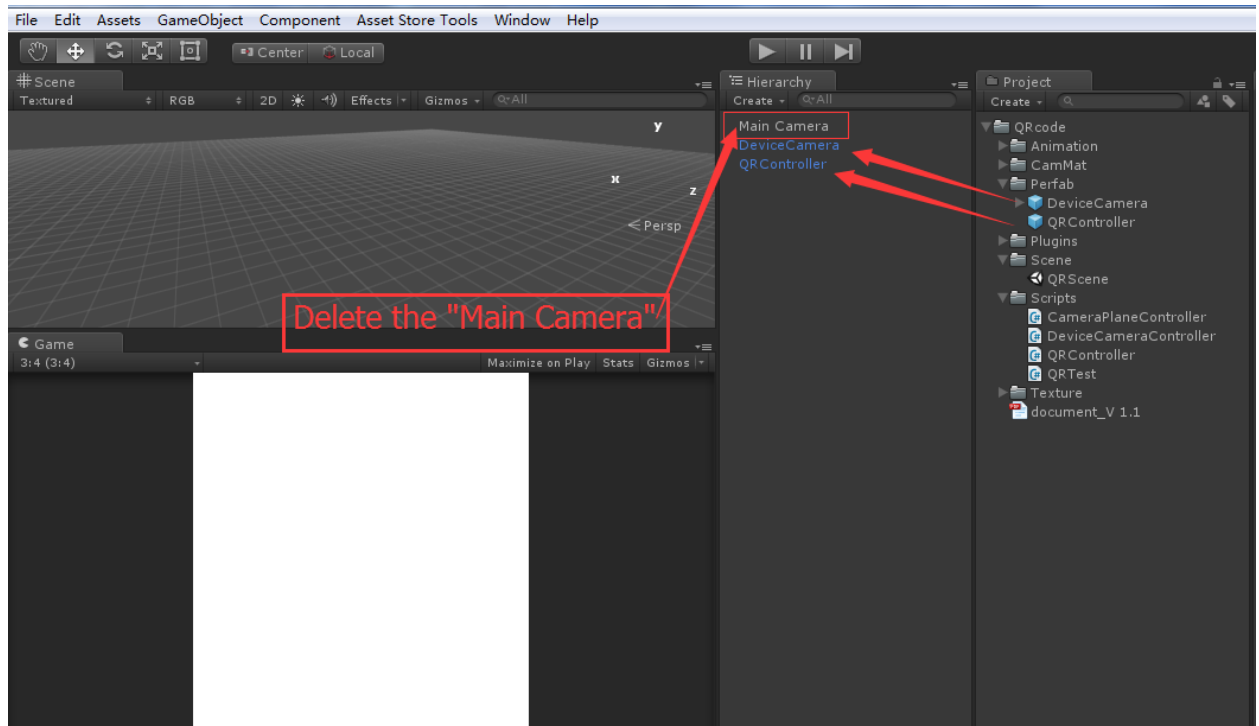 File Edit Assets GameObject Component Asset Store Tools Window Help
Center Local
Scene
Textured RGB 2D Effects Gizmos All
y
x
z
Persp
Delete the "Main Camera"
Game
3:4 (3:4) Maximize on Play Stats Gizmos
Hierarchy
Create All
Main Camera
DeviceCamera
QRController
Project
Create
QRcode
Animation
CamMat
Perfab
DeviceCamera
QRController
Plugins
Scene
QRScene
Scripts
CameraPlaneController
DeviceCameraController
QRController
QRTest
Texture
document_V 1.1